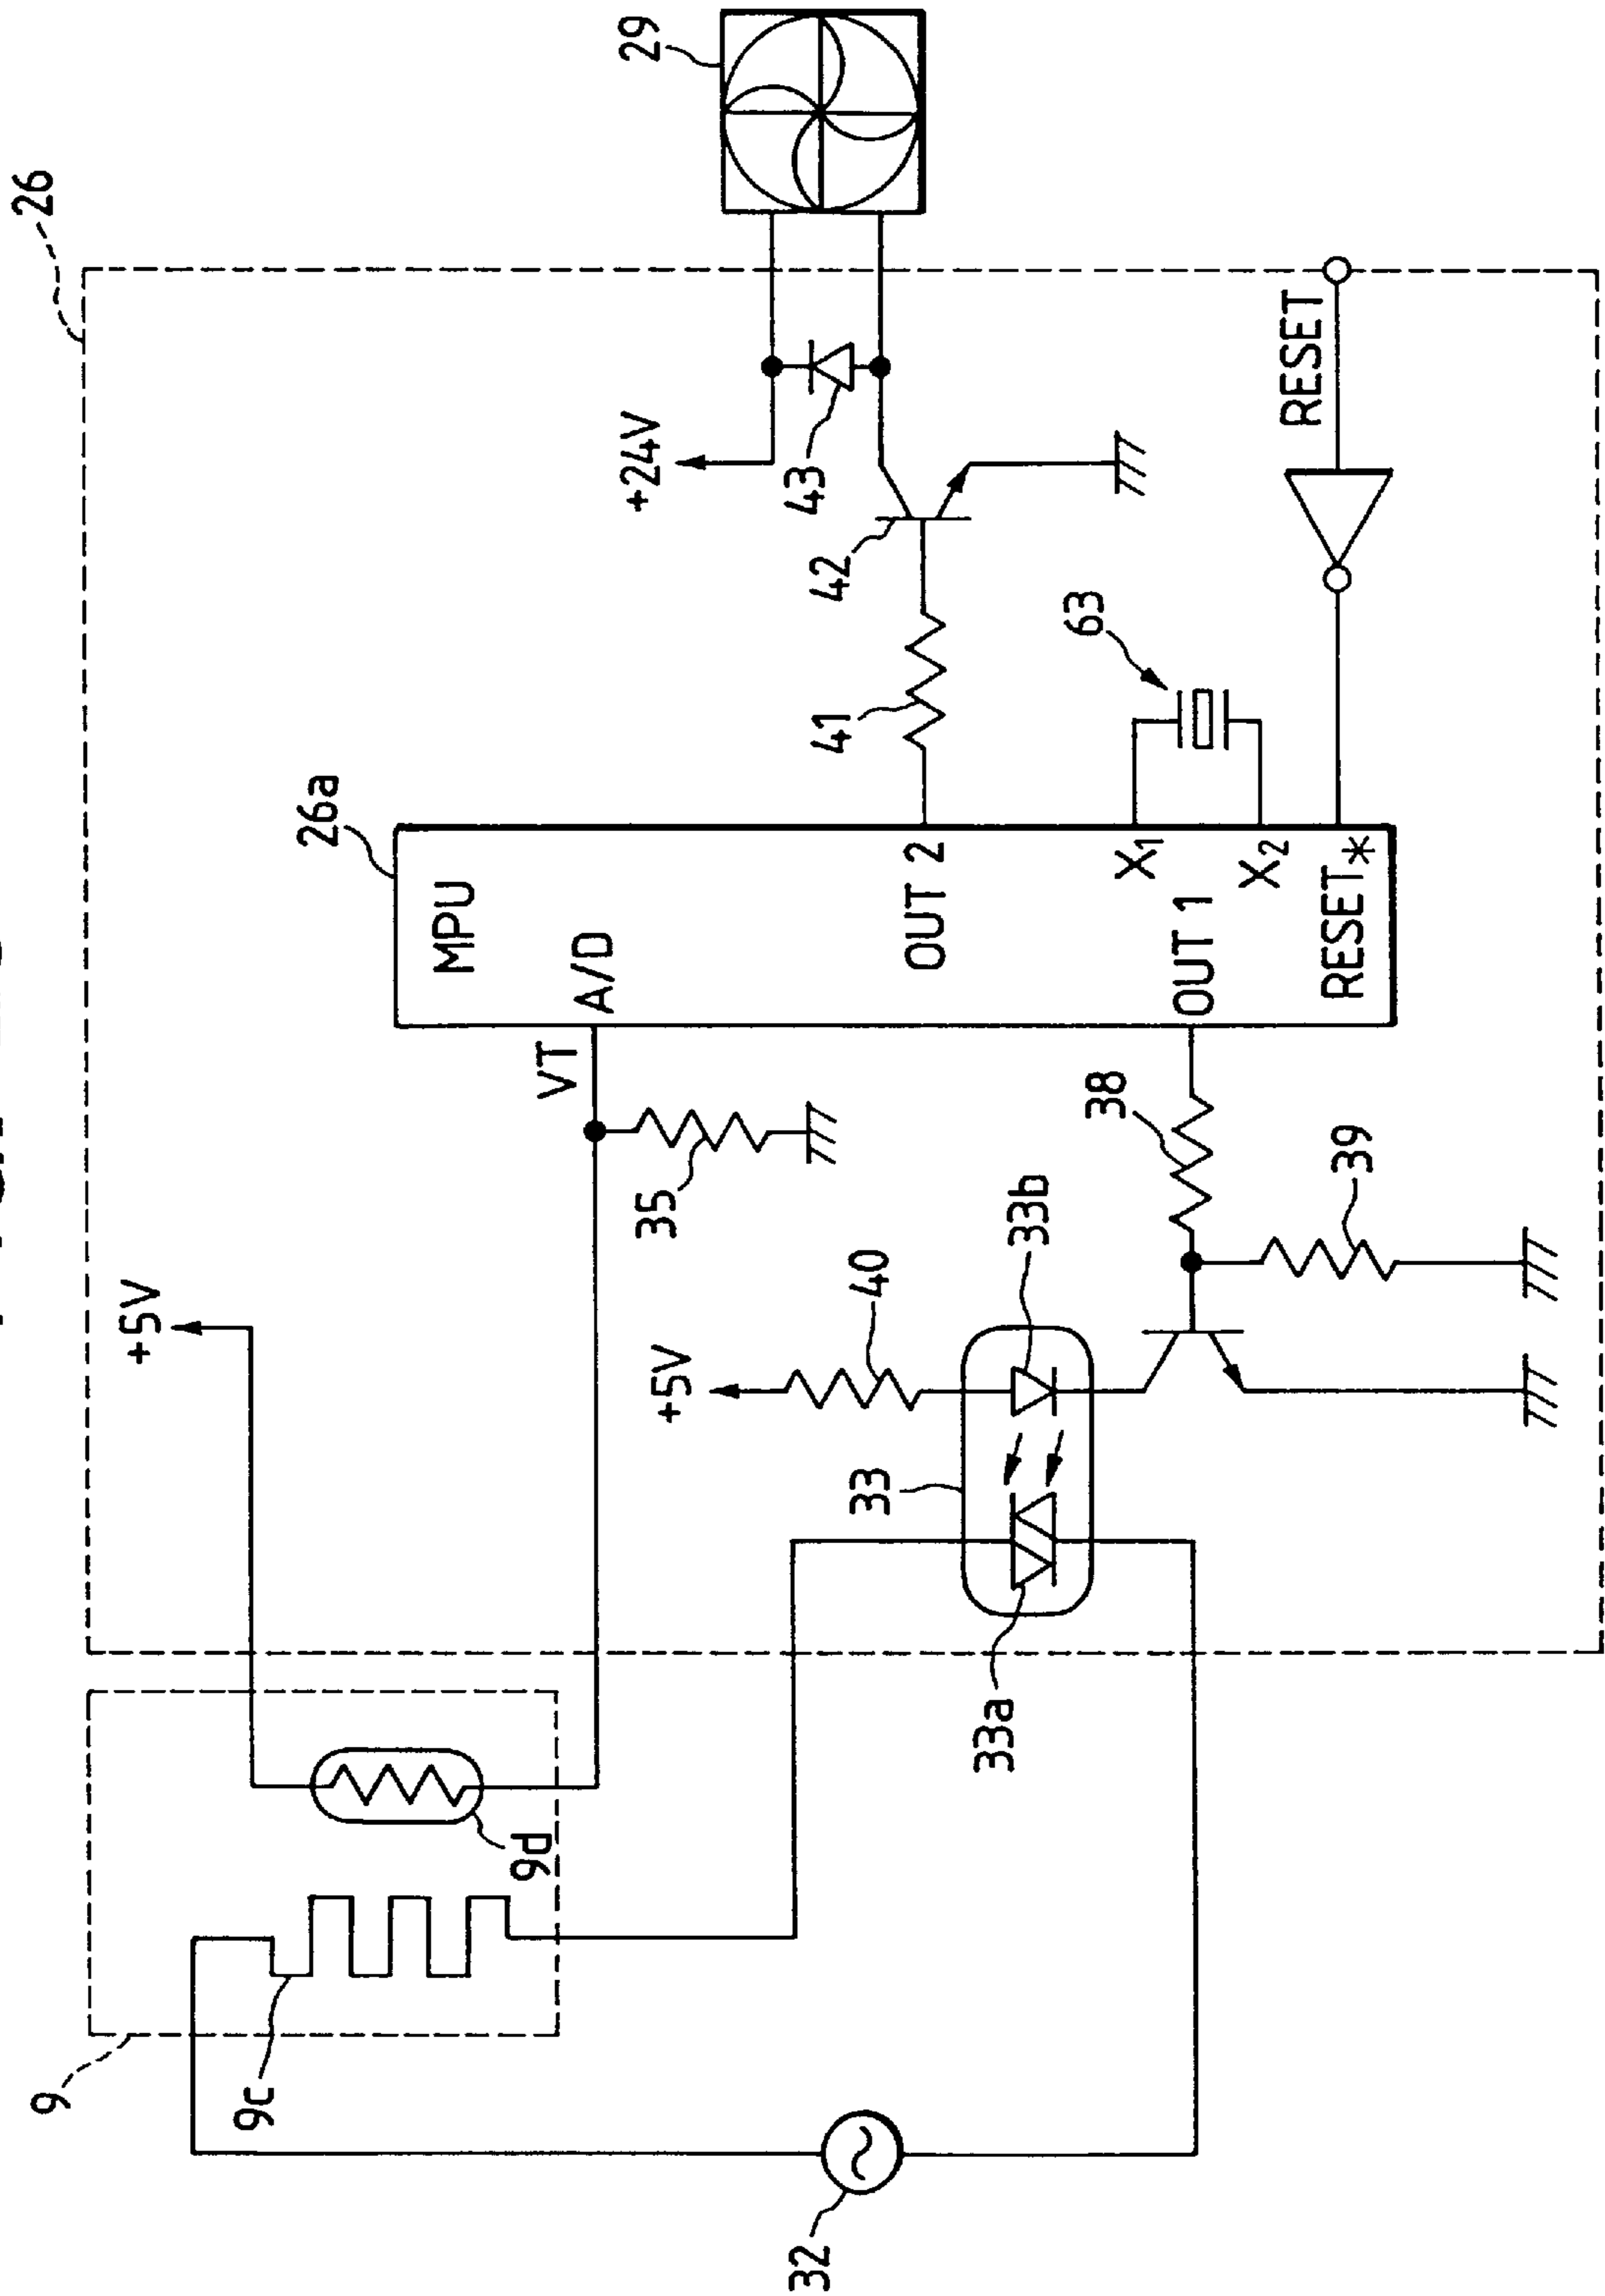 9
9c
9d
32
+5V
VT
35
+5V
40
33
33a
33b
38
39
26a
MPU
A/D
OUT 2
OUT 1
X1
X2
RESET*
41
42
43
+24V
63
RESET
26
29